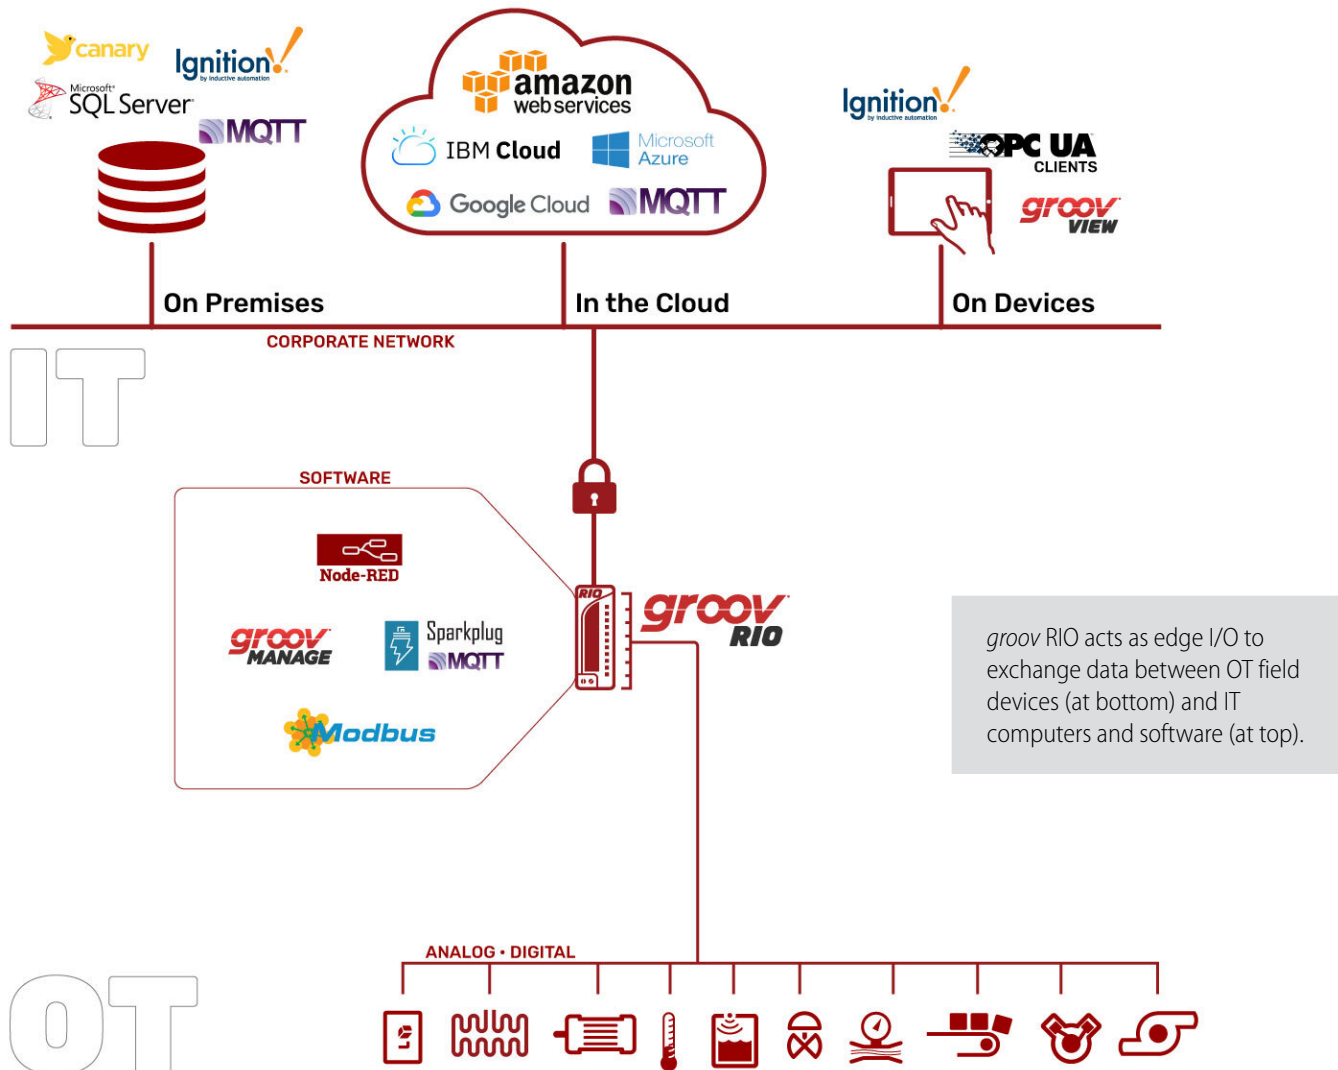 canary
Ignition!
by inductive automation
Microsoft®
SQL Server
MQTT
amazon
web services
IBM Cloud
Microsoft
Azure
Google Cloud
MQTT
Ignition!
by inductive automation
OPC UA
CLIENTS
groov
VIEW
On Premises
In the Cloud
On Devices
CORPORATE NETWORK
IT
SOFTWARE
Node-RED
groov
MANAGE
Sparkplug
MQTT
Modbus
RIO
groov
RIO
groov RIO acts as edge I/O to
exchange data between OT field
devices (at bottom) and IT
computers and software (at top).
ANALOG • DIGITAL
OT